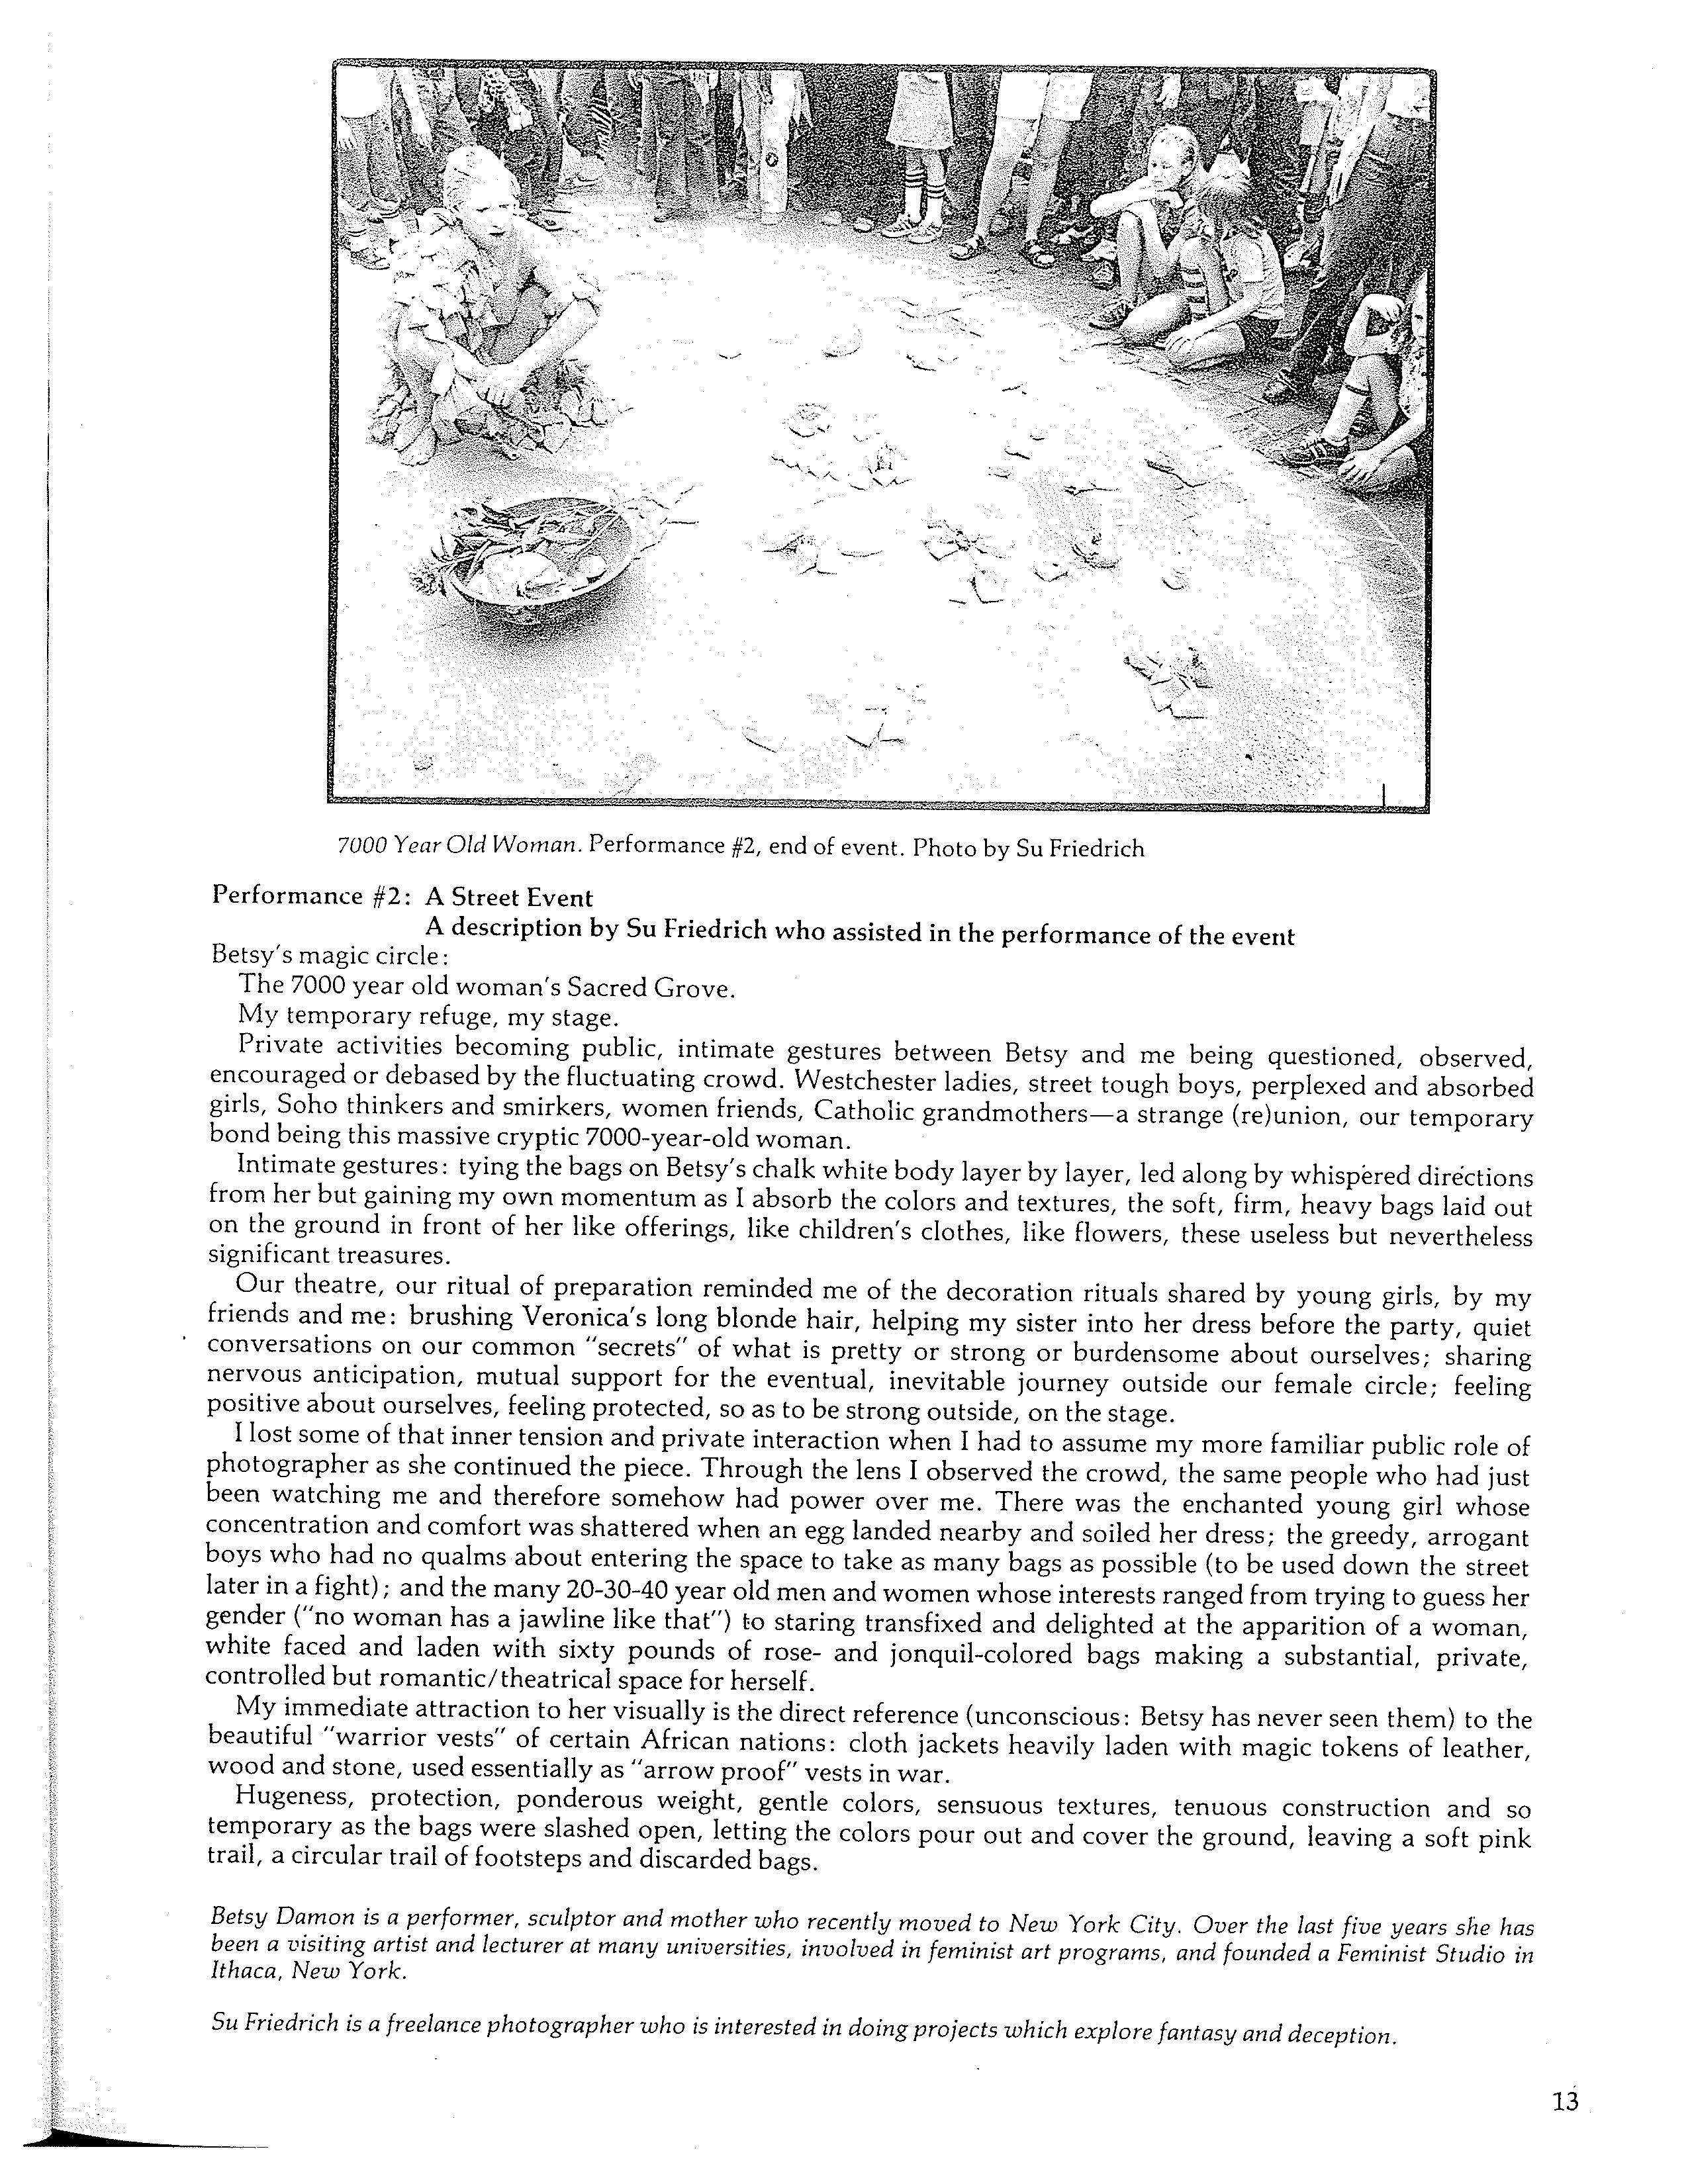 7000 Year Old Woman. Performance #2, end of event. Photo by Su Friedrich
Performance #2: A Street Event
A description by Su Friedrich who assisted in the performance of the event
Betsy's magic circle:
The 7000 year old woman's Sacred Grove.
My temporary refuge, my stage.
Private activities becoming public, intimate gestures between Betsy and me being questioned, observed,
encouraged or debased by the fluctuating crowd. Westchester ladies, street tough boys, perplexed and absorbed
girls, Soho thinkers and smirkers, women friends, Catholic grandmothers—a strange (re)union, our temporary
bond being this massive cryptic 7000-year-old woman.
Intimate gestures: tying the bags on Betsy's chalk white body layer by layer, led along by whispered directions
from her but gaining my own momentum as I absorb the colors and textures, the soft, firm, heavy bags laid out
on the ground in front of her like offerings, like children's clothes, like flowers, these useless but nevertheless
significant treasures.
Our theatre, our ritual of preparation reminded me of the decoration rituals shared by young girls, by my
friends and me: brushing Veronica's long blonde hair, helping my sister into her dress before the party, quiet
conversations on our common "secrets" of what is pretty or strong or burdensome about ourselves; sharing
nervous anticipation, mutual support for the eventual, inevitable journey outside our female circle; feeling
positive about ourselves, feeling protected, so as to be strong outside, on the stage.
I lost some of that inner tension and private interaction when I had to assume my more familiar public role of
photographer as she continued the piece. Through the lens I observed the crowd, the same people who had just
been watching me and therefore somehow had power over me. There was the enchanted young girl whose
concentration and comfort was shattered when an egg landed nearby and soiled her dress; the greedy, arrogant
boys who had no qualms about entering the space to take as many bags as possible (to be used down the street
later in a fight); and the many 20-30-40 year old men and women whose interests ranged from trying to guess her
gender ("no woman has a jawline like that") to staring transfixed and delighted at the apparition of a woman,
white faced and laden with sixty pounds of rose- and jonquil-colored bags making a substantial, private,
controlled but romantic/theatrical space for herself.
My immediate attraction to her visually is the direct reference (unconscious: Betsy has never seen them) to the
beautiful "warrior vests" of certain African nations: cloth jackets heavily laden with magic tokens of leather,
wood and stone, used essentially as "arrow proof" vests in war.
Hugeness, protection, ponderous weight, gentle colors, sensuous textures, tenuous construction and so
temporary as the bags were slashed open, letting the colors pour out and cover the ground, leaving a soft pink
trail, a circular trail of footsteps and discarded bags.
Betsy Damon is a performer, sculptor and mother who recently moved to New York City. Over the last five years she has
been a visiting artist and lecturer at many universities, involved in feminist art programs, and founded a Feminist Studio in
Ithaca, New York.
Su Friedrich is a freelance photographer who is interested in doing projects which explore fantasy and deception.
13